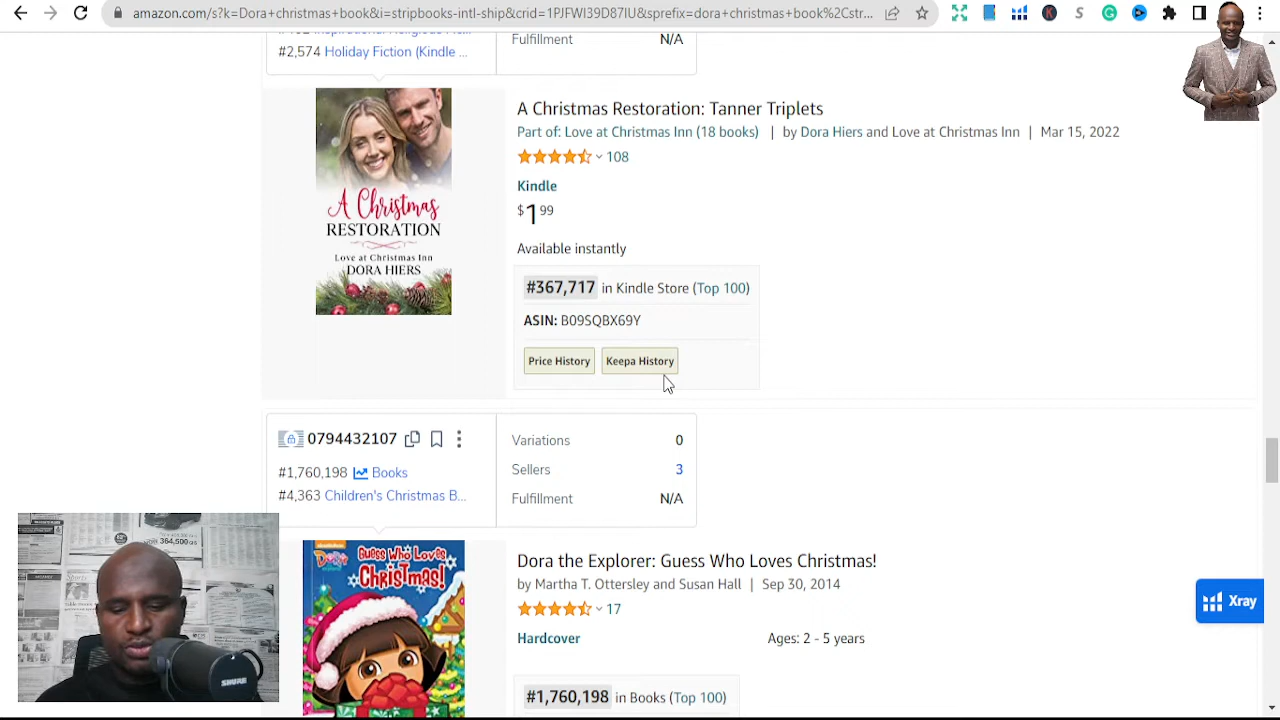 amazon.com/s?k=Dora+christmas+book&i=stripbooks-intl-ship&crid=1PJFWI39D87IU&sprefix=dora+christmas+book%2Cstr...
#2,574 Holiday Fiction (Kindle ...
Fulfillment N/A
A Christmas
RESTORATION
Love at Christmas Inn
DORA HIERS
A Christmas Restoration: Tanner Triplets
Part of: Love at Christmas Inn (18 books) | by Dora Hiers and Love at Christmas Inn | Mar 15, 2022
108
Kindle
$1 99
Available instantly
#367,717 in Kindle Store (Top 100)
ASIN: B09SQBX69Y
Price History Keepa History
0794432107
#1,760,198 Books
#4,363 Children's Christmas B...
Variations 0
Sellers 3
Fulfillment N/A
nickelodeon
Dora
Guess Who Loves
Christmas!
Dora the Explorer: Guess Who Loves Christmas!
by Martha T. Ottersley and Susan Hall | Sep 30, 2014
17
Hardcover Ages: 2 - 5 years
#1,760,198 in Books (Top 100)
Xray
SHURE
364,500